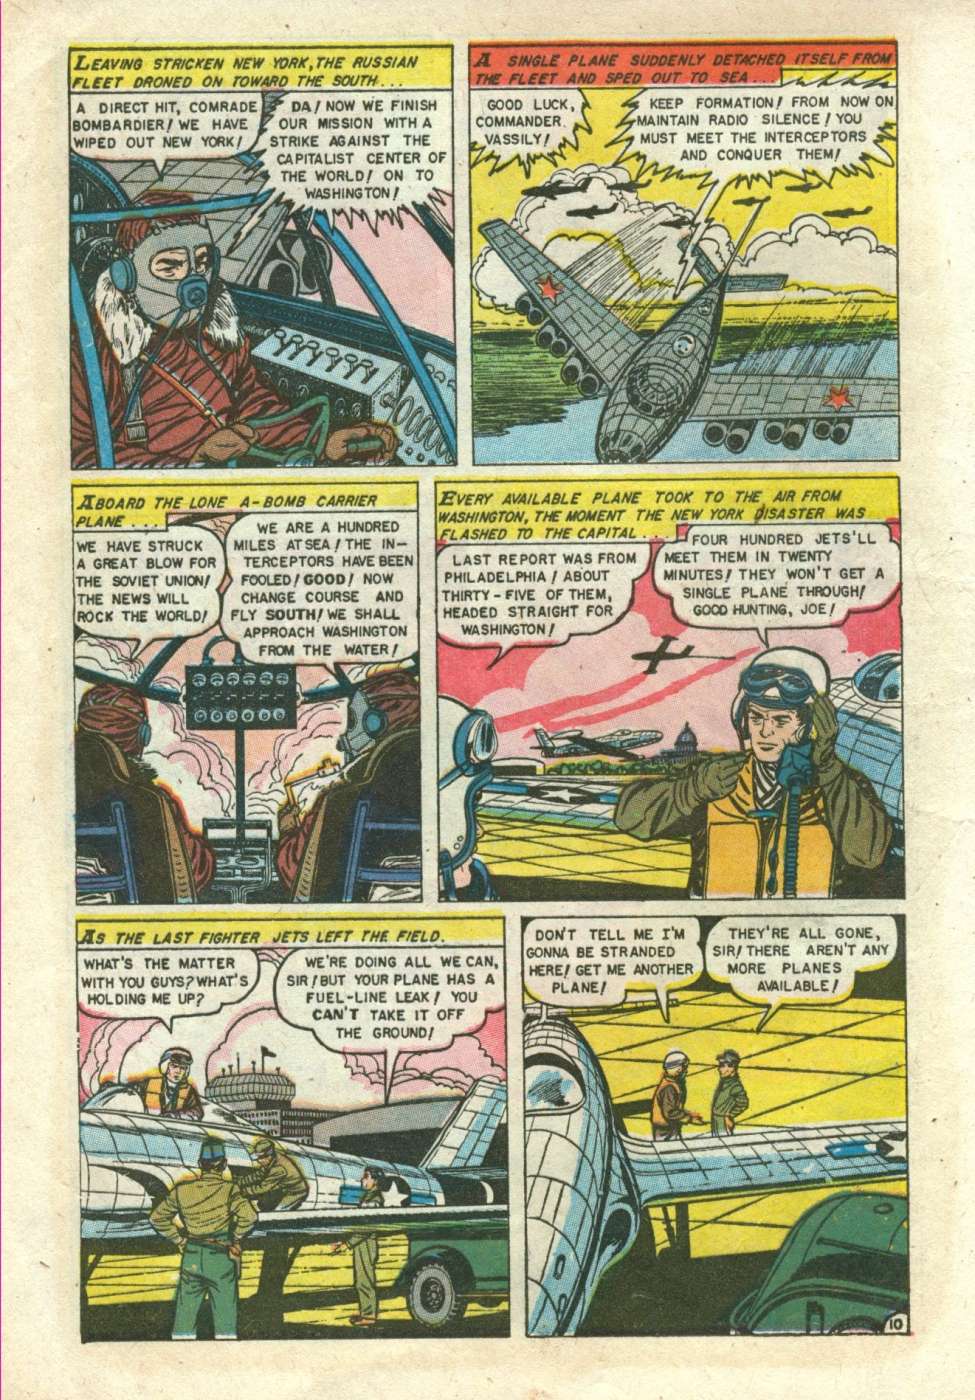 LEAVING STRICKEN NEW YORK, THE RUSSIAN
FLEET DRONED ON TOWARD THE SOUTH...
A DIRECT HIT, COMRADE
BOMBARDIER! WE HAVE
WIPED OUT NEW YORK!
DA! NOW WE FINISH
OUR MISSION WITH A
STRIKE AGAINST THE
CAPITALIST CENTER OF
THE WORLD! ON TO
WASHINGTON!
A SINGLE PLANE SUDDENLY DETACHED ITSELF FROM
THE FLEET AND SPED OUT TO SEA...
GOOD LUCK,
COMMANDER
VASSILY!
KEEP FORMATION! FROM NOW ON
MAINTAIN RADIO SILENCE! YOU
MUST MEET THE INTERCEPTORS
AND CONQUER THEM!
ABOARD THE LONE A-BOMB CARRIER
PLANE...
WE HAVE STRUCK
A GREAT BLOW FOR
THE SOVIET UNION!
THE NEWS WILL
ROCK THE WORLD!
WE ARE A HUNDRED
MILES AT SEA! THE IN-
TERCEPTORS HAVE BEEN
FOOLED! GOOD! NOW
CHANGE COURSE AND
FLY SOUTH! WE SHALL
APPROACH WASHINGTON
FROM THE WATER!
EVERY AVAILABLE PLANE TOOK TO THE AIR FROM
WASHINGTON, THE MOMENT THE NEW YORK DISASTER WAS
FLASHED TO THE CAPITAL...
LAST REPORT WAS FROM
PHILADELPHIA! ABOUT
THIRTY-FIVE OF THEM,
HEADED STRAIGHT FOR
WASHINGTON!
FOUR HUNDRED JETS'LL
MEET THEM IN TWENTY
MINUTES! THEY WON'T GET A
SINGLE PLANE THROUGH!
GOOD HUNTING, JOE!
AS THE LAST FIGHTER JETS LEFT THE FIELD.
WHAT'S THE MATTER
WITH YOU GUYS? WHAT'S
HOLDING ME UP?
WE'RE DOING ALL WE CAN,
SIR! BUT YOUR PLANE HAS A
FUEL-LINE LEAK! YOU
CAN'T TAKE IT OFF
THE GROUND!
DON'T TELL ME I'M
GONNA BE STRANDED
HERE! GET ME ANOTHER
PLANE!
THEY'RE ALL GONE,
SIR! THERE AREN'T ANY
MORE PLANES
AVAILABLE!
10